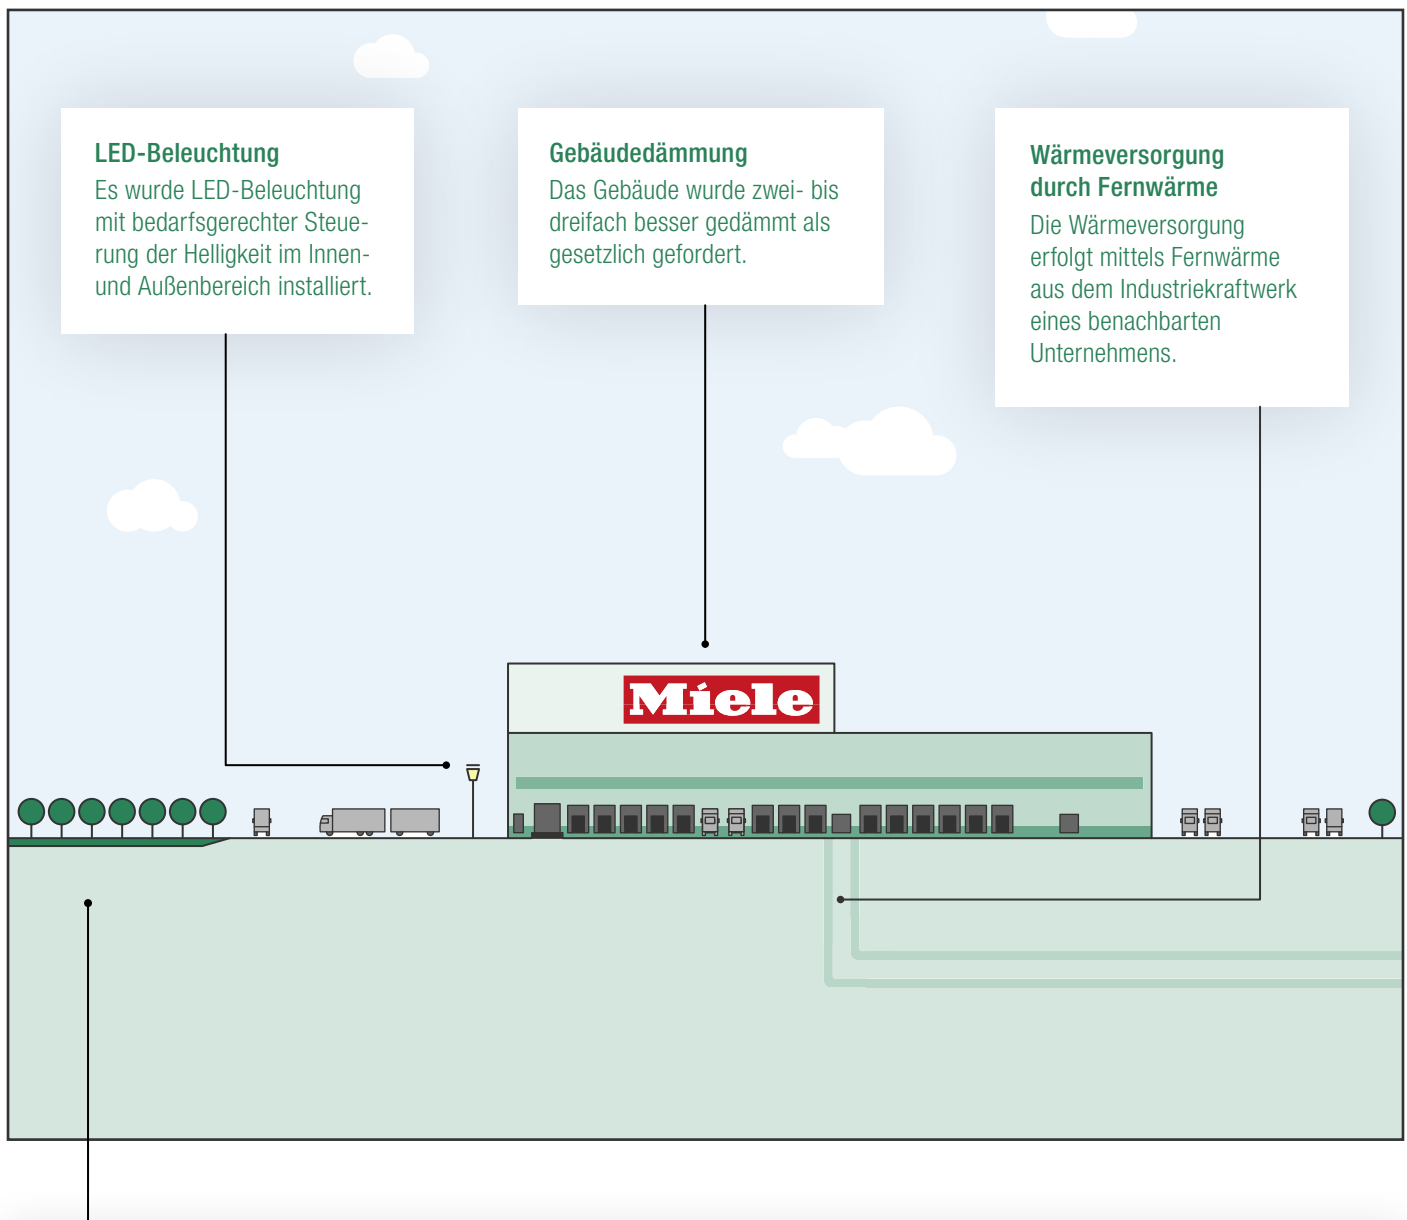 LED-Beleuchtung
Es wurde LED-Beleuchtung
mit bedarfsgerechter Steue-
rung der Helligkeit im Innen-
und Außenbereich installiert.
Gebäudedämmung
Das Gebäude wurde zwei- bis
dreifach besser gedämmt als
gesetzlich gefordert.
Wärmeversorgung
durch Fernwärme
Die Wärmeversorgung
erfolgt mittels Fernwärme
aus dem Industriekraftwerk
eines benachbarten
Unternehmens.
Miele